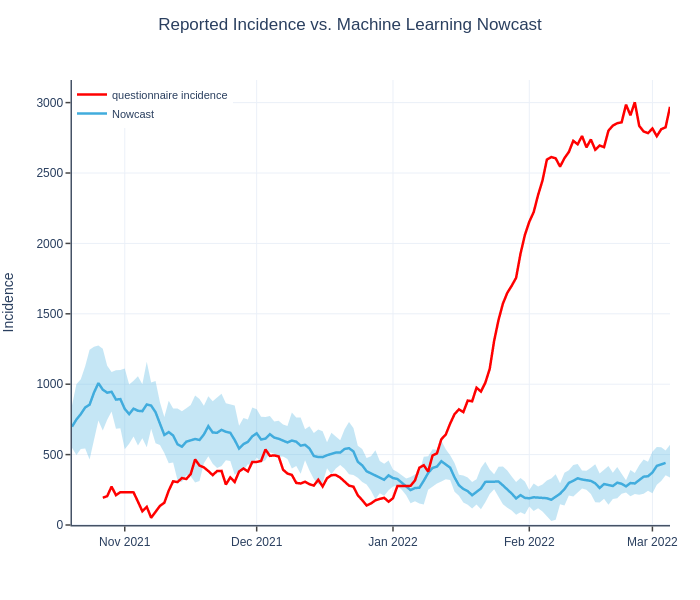 Reported Incidence vs. Machine Learning Nowcast
questionnaire incidence
Nowcast
Incidence
3000
2500
2000
1500
1000
500
0
Nov 2021 Dec 2021 Jan 2022 Feb 2022 Mar 2022